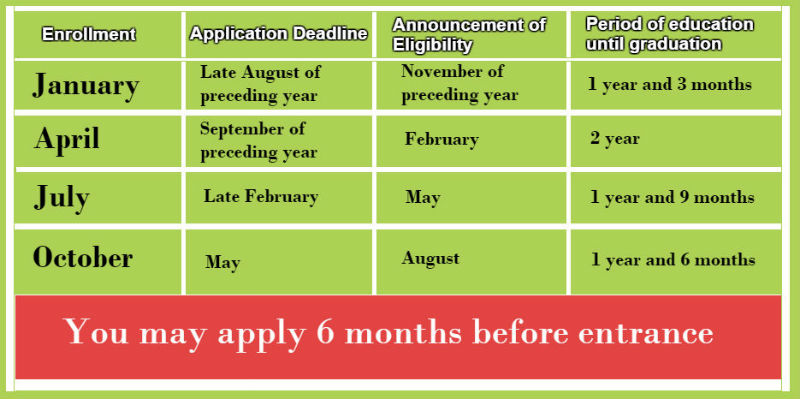 Enrollment
Application Deadline
Announcement of
Eligibility
Period of education
until graduation
January
Late August of
preceding year
November of
preceding year
1 year and 3 months
April
September of
preceding year
February
2 year
July
Late February
May
1 year and 9 months
October
May
August
1 year and 6 months
You may apply 6 months before entrance